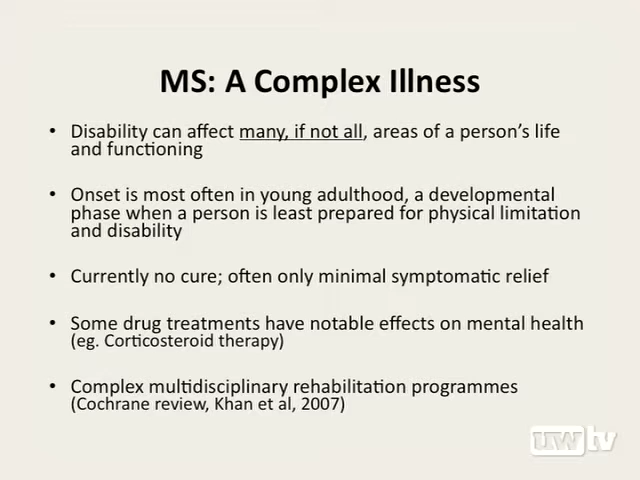 MS: A Complex Illness
• Disability can affect many, if not all, areas of a person's life
and functioning
• Onset is most often in young adulthood, a developmental
phase when a person is least prepared for physical limitation
and disability
• Currently no cure; often only minimal symptomatic relief
• Some drug treatments have notable effects on mental health
(eg. Corticosteroid therapy)
• Complex multidisciplinary rehabilitation programmes
(Cochrane review, Khan et al, 2007)
uwtv